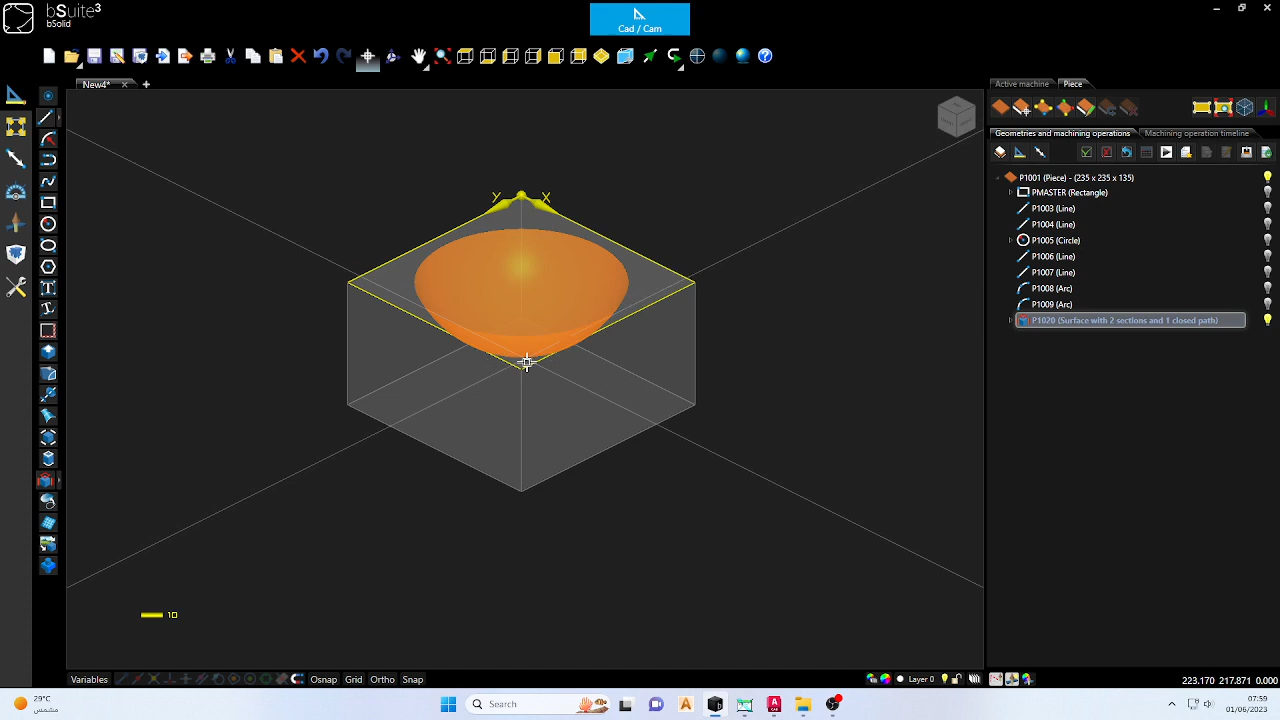 bSuite³
bSolid
Cad / Cam
New4*
Active machine
Piece
Geometries and machining operations
Machining operation timeline
P1001 (Piece) - (235 x 235 x 135)
PMASTER (Rectangle)
P1003 (Line)
P1004 (Line)
P1005 (Circle)
P1006 (Line)
P1007 (Line)
P1008 (Arc)
P1009 (Arc)
P1020 (Surface with 2 sections and 1 closed path)
Y X
10
Variables
Osnap
Grid
Ortho
Snap
Layer 0
223.170 217.871 0.000
29°C
مشمس
Search
07:59
01/06/2023